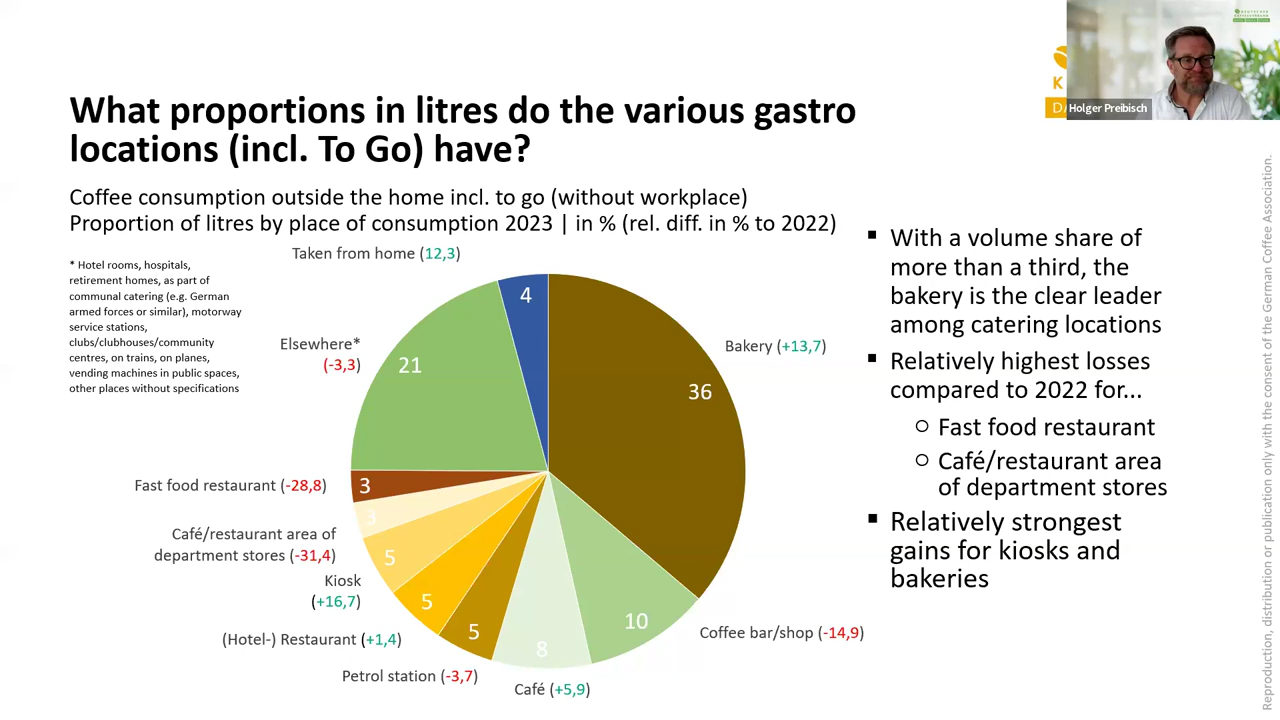 What proportions in litres do the various gastro
locations (incl. To Go) have?
Coffee consumption outside the home incl. to go (without workplace)
Proportion of litres by place of consumption 2023 | in % (rel. diff. in % to 2022)
* Hotel rooms, hospitals,
retirement homes, as part of
communal catering (e.g. German
armed forces or similar), motorway
service stations,
clubs/clubhouses/community
centres, on trains, on planes,
vending machines in public spaces,
other places without specifications
Taken from home (12,3)
4
Elsewhere*
(-3,3)
21
Bakery (+13,7)
36
Fast food restaurant (-28,8)
3
Café/restaurant area of
department stores (-31,4)
3
Kiosk
(+16,7)
5
(Hotel-) Restaurant (+1,4)
5
Petrol station (-3,7)
5
Café (+5,9)
8
Coffee bar/shop (-14,9)
10
▪ With a volume share of
more than a third, the
bakery is the clear leader
among catering locations
▪ Relatively highest losses
compared to 2022 for...
○ Fast food restaurant
○ Café/restaurant area
of department stores
▪ Relatively strongest
gains for kiosks and
bakeries
K
D
Holger Preibisch
Reproduction, distribution or publication only with the consent of the German Coffee Association.